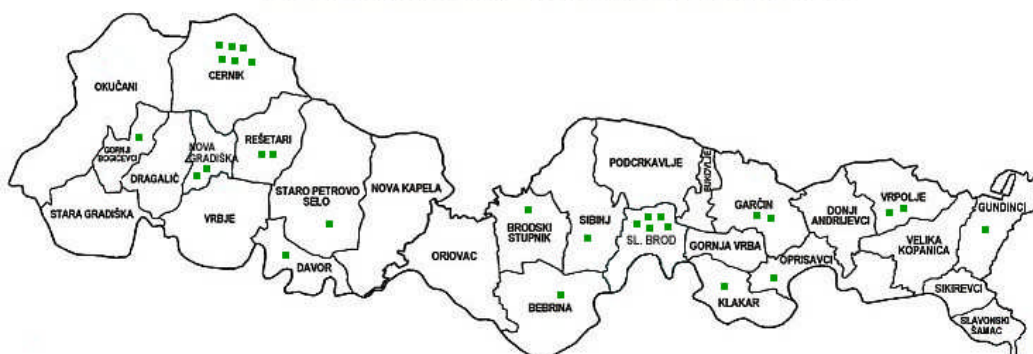 OKUČANI
CERNIK
GORNJI
BOGIĆEVCI
DRAGALIĆ
NOVA
GRADIŠKA
REŠETARI
STARA GRADIŠKA
VRBJE
STARO PETROVO
SELO
NOVA KAPELA
DAVOR
ORIOVAC
BRODSKI
STUPNIK
BEBRINA
SIBINJ
PODCRKAVLJE
SL. BROD
BUKOVLJE
GORNJA VRBA
KLAKAR
GARČIN
OPRISAVCI
DONJI
ANDRIJEVCI
VRPOLJE
VELIKA
KOPANICA
GUNDINCI
SIKIREVCI
SLAVONSKI
ŠAMAC